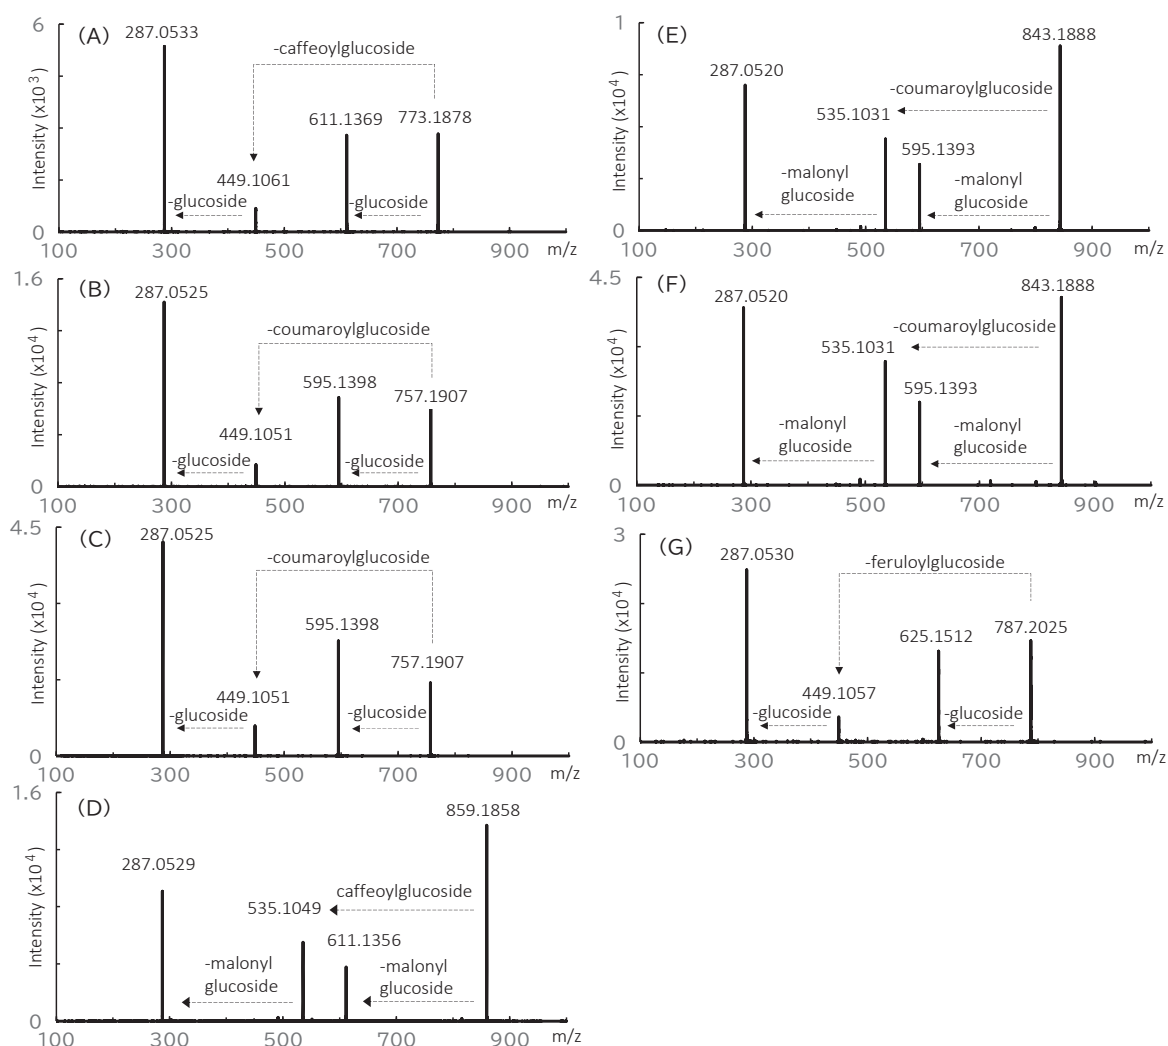 (A)
6
Intensity (x10³)
0
287.0533
-caffeoylglucoside
611.1369
773.1878
449.1061
-glucoside
-glucoside
100 300 500 700 900 m/z
(B)
1.6
Intensity (x10⁴)
0
287.0525
-coumaroylglucoside
595.1398
757.1907
449.1051
-glucoside
-glucoside
100 300 500 700 900 m/z
(C)
4.5
Intensity (x10⁴)
0
287.0525
-coumaroylglucoside
595.1398
757.1907
449.1051
-glucoside
-glucoside
100 300 500 700 900 m/z
(D)
1.6
Intensity (x10⁴)
0
859.1858
287.0529
caffeoylglucoside
535.1049
611.1356
-malonyl
glucoside
-malonyl
glucoside
100 300 500 700 900 m/z
(E)
1
Intensity (x10⁴)
0
843.1888
287.0520
-coumaroylglucoside
535.1031
595.1393
-malonyl
glucoside
-malonyl
glucoside
100 300 500 700 900 m/z
(F)
4.5
Intensity (x10⁴)
0
843.1888
287.0520
-coumaroylglucoside
535.1031
595.1393
-malonyl
glucoside
-malonyl
glucoside
100 300 500 700 900 m/z
(G)
3
Intensity (x10⁴)
0
287.0530
-feruloylglucoside
625.1512
787.2025
449.1057
-glucoside
-glucoside
100 300 500 700 900 m/z